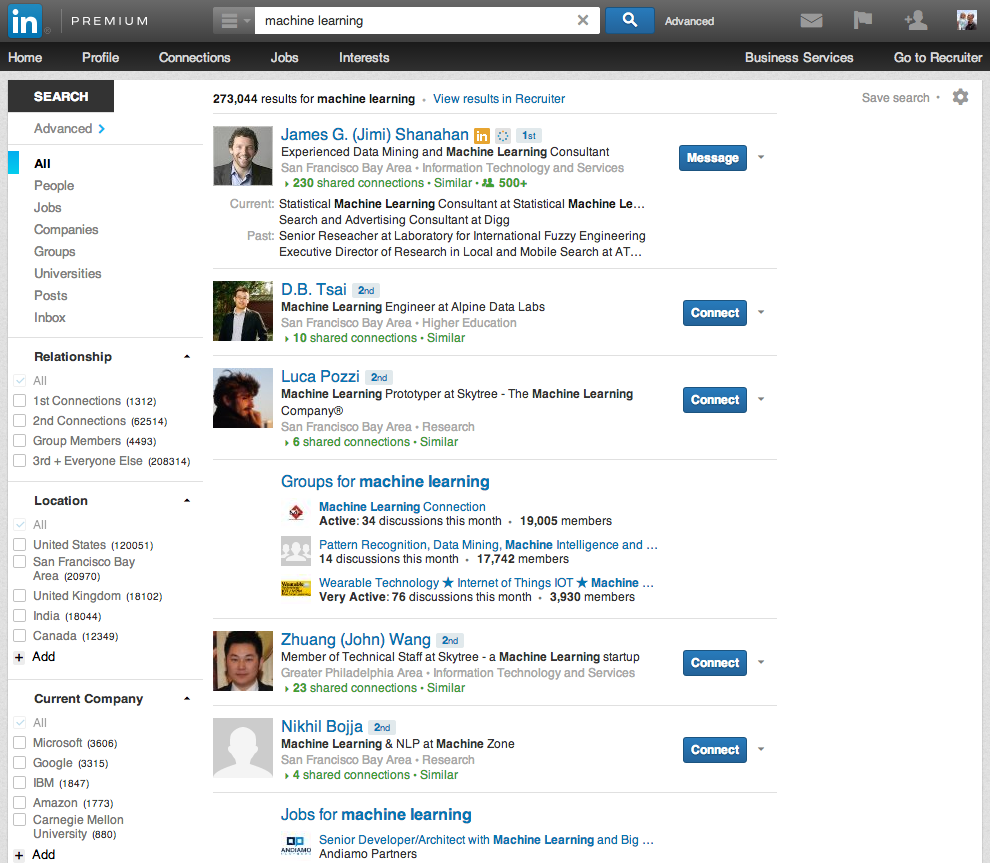 in PREMIUM machine learning Advanced
Home Profile Connections Jobs Interests Business Services Go to Recruiter
SEARCH
Advanced
All
People
Jobs
Companies
Groups
Universities
Posts
Inbox
Relationship
All
1st Connections (1312)
2nd Connections (62514)
Group Members (4493)
3rd + Everyone Else (208314)
Location
All
United States (120051)
San Francisco Bay
Area (20970)
United Kingdom (18102)
India (18044)
Canada (12349)
+ Add
Current Company
All
Microsoft (3606)
Google (3315)
IBM (1847)
Amazon (1773)
Carnegie Mellon
University (880)
+ Add
273,044 results for machine learning • View results in Recruiter
Save search •
James G. (Jimi) Shanahan in 1st
Experienced Data Mining and Machine Learning Consultant
San Francisco Bay Area • Information Technology and Services
230 shared connections • Similar • 500+
Message
Current: Statistical Machine Learning Consultant at Statistical Machine Le...
Search and Advertising Consultant at Digg
Past: Senior Reseacher at Laboratory for International Fuzzy Engineering
Executive Director of Research in Local and Mobile Search at AT...
D.B. Tsai 2nd
Machine Learning Engineer at Alpine Data Labs
San Francisco Bay Area • Higher Education
10 shared connections • Similar
Connect
Luca Pozzi 2nd
Machine Learning Prototyper at Skytree - The Machine Learning
Company®
San Francisco Bay Area • Research
6 shared connections • Similar
Connect
Groups for machine learning
Machine Learning Connection
Active: 34 discussions this month • 19,005 members
Pattern Recognition, Data Mining, Machine Intelligence and ...
14 discussions this month • 17,742 members
Wearable Technology ★ Internet of Things IOT ★ Machine ...
Very Active: 76 discussions this month • 3,930 members
Zhuang (John) Wang 2nd
Member of Technical Staff at Skytree - a Machine Learning startup
Greater Philadelphia Area • Information Technology and Services
23 shared connections • Similar
Connect
Nikhil Bojja 2nd
Machine Learning & NLP at Machine Zone
San Francisco Bay Area • Research
4 shared connections • Similar
Connect
Jobs for machine learning
ANDIAMO
Senior Developer/Architect with Machine Learning and Big ...
Andiamo Partners